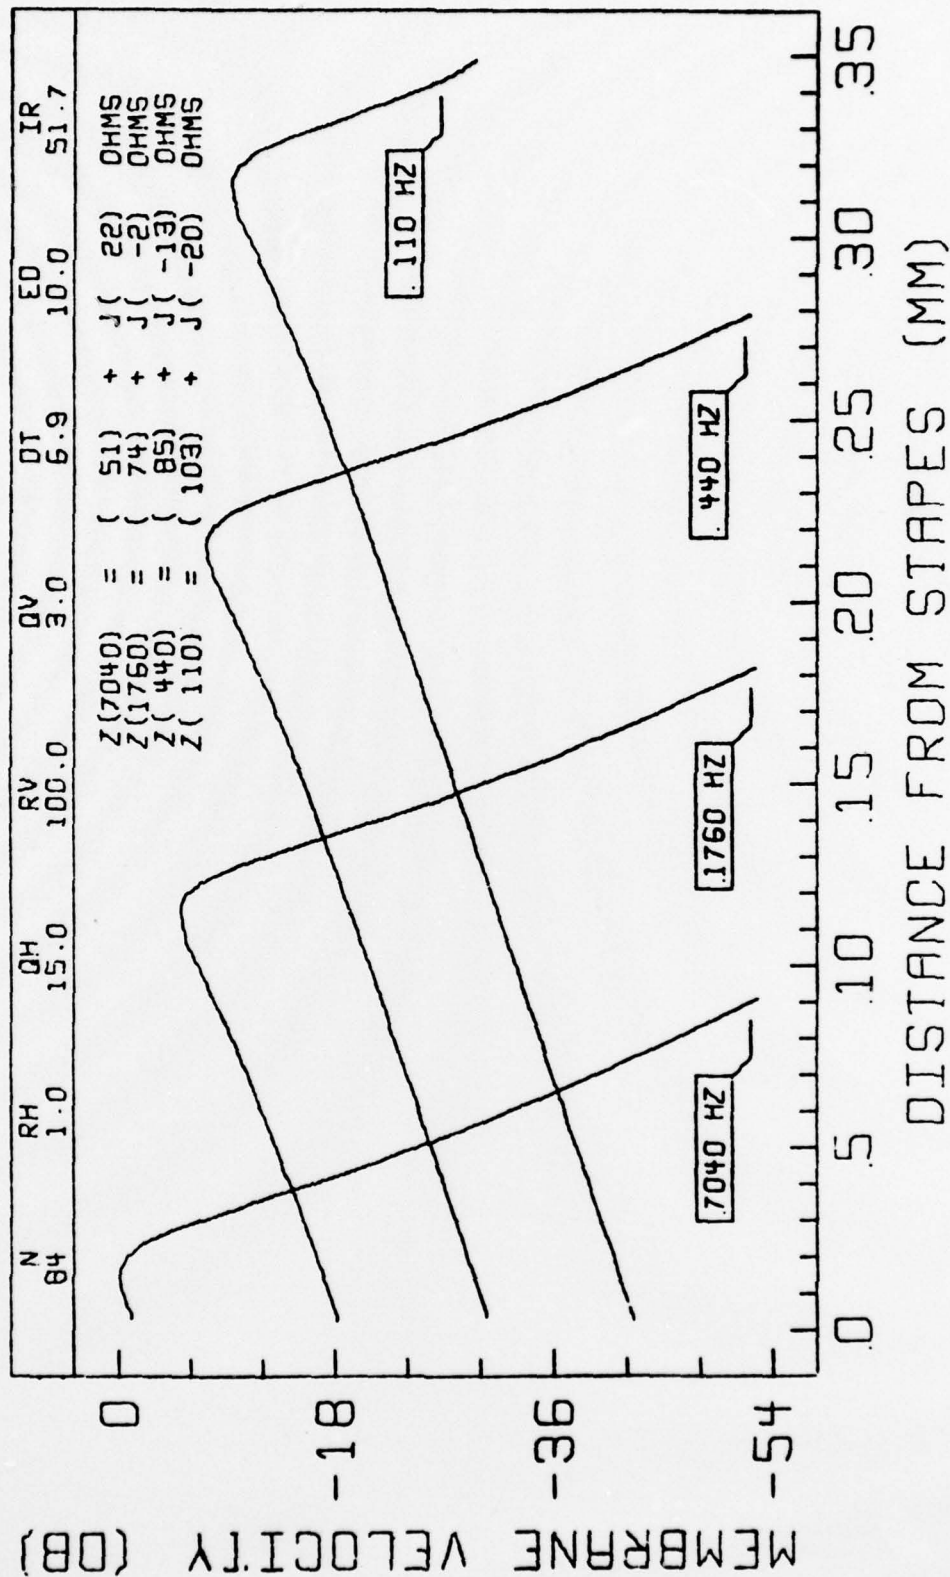 N RH QH RV QV DT ED IR
84 1.0 15.0 100.0 3.0 6.9 10.0 51.7
Z(7040) = ( 51) + J( 22) OHMS
Z(1760) = ( 74) + J( -2) OHMS
Z( 440) = ( 85) + J( -13) OHMS
Z( 110) = ( 103) + J( -20) OHMS
0
-18
-36
-54
MEMBRANE VELOCITY (DB)
.7040 HZ
.1760 HZ
.440 HZ
.110 HZ
.0 .5 .10 .15 .20 .25 .30 .35
DISTANCE FROM STAPES (MM)